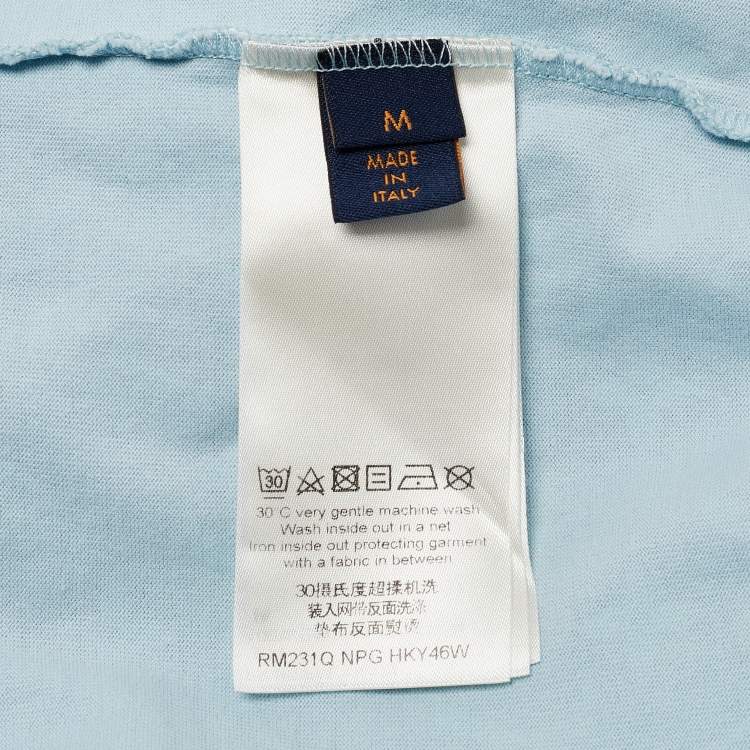 M
MADE
IN
ITALY
30
30°C very gentle machine wash
Wash inside out in a net
Iron inside out protecting garment
with a fabric in between
30摄氏度超揉机洗
装入网带反面洗涤
垫布反面熨烫
RM231Q NPG HKY46W